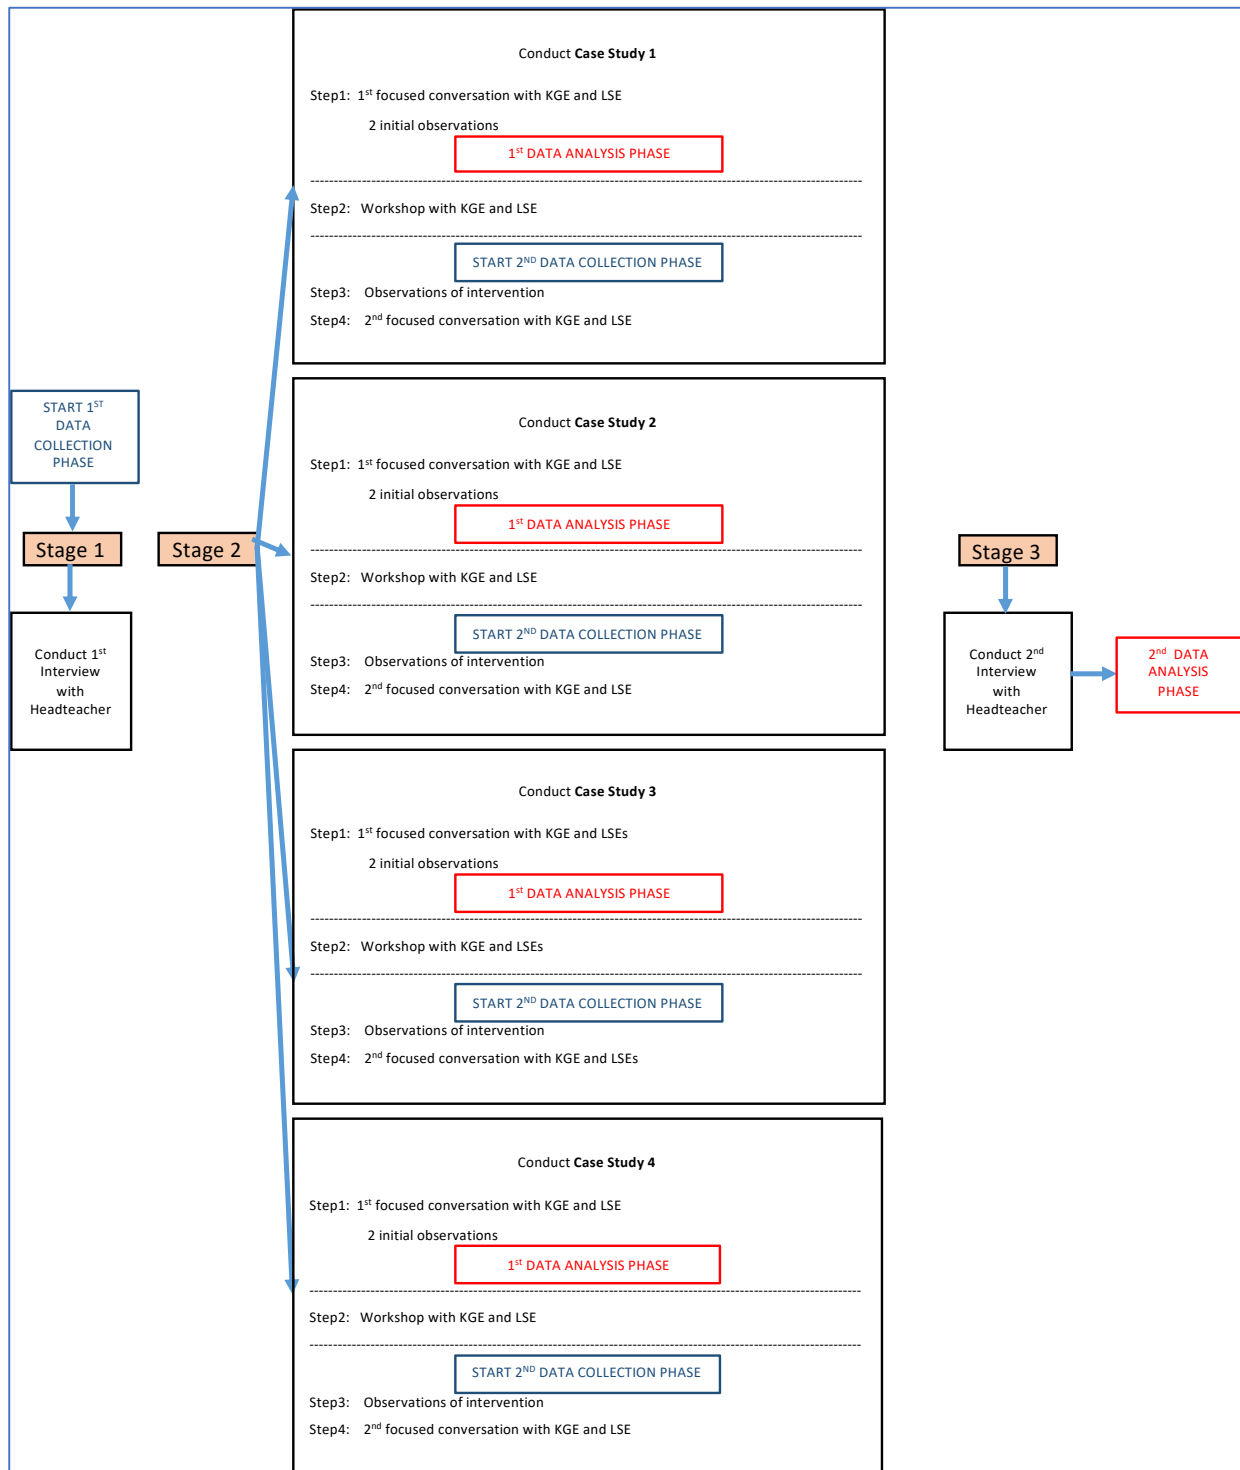 START 1ST
DATA
COLLECTION
PHASE
Stage 1
Conduct 1st
Interview
with
Headteacher
Stage 2
Conduct Case Study 1
Step1: 1st focused conversation with KGE and LSE
2 initial observations
1st DATA ANALYSIS PHASE
Step2: Workshop with KGE and LSE
START 2ND DATA COLLECTION PHASE
Step3: Observations of intervention
Step4: 2nd focused conversation with KGE and LSE
Conduct Case Study 2
Step1: 1st focused conversation with KGE and LSE
2 initial observations
1st DATA ANALYSIS PHASE
Step2: Workshop with KGE and LSE
START 2ND DATA COLLECTION PHASE
Step3: Observations of intervention
Step4: 2nd focused conversation with KGE and LSE
Conduct Case Study 3
Step1: 1st focused conversation with KGE and LSEs
2 initial observations
1st DATA ANALYSIS PHASE
Step2: Workshop with KGE and LSEs
START 2ND DATA COLLECTION PHASE
Step3: Observations of intervention
Step4: 2nd focused conversation with KGE and LSEs
Conduct Case Study 4
Step1: 1st focused conversation with KGE and LSE
2 initial observations
1st DATA ANALYSIS PHASE
Step2: Workshop with KGE and LSE
START 2ND DATA COLLECTION PHASE
Step3: Observations of intervention
Step4: 2nd focused conversation with KGE and LSE
Stage 3
Conduct 2nd
Interview
with
Headteacher
2nd DATA
ANALYSIS
PHASE